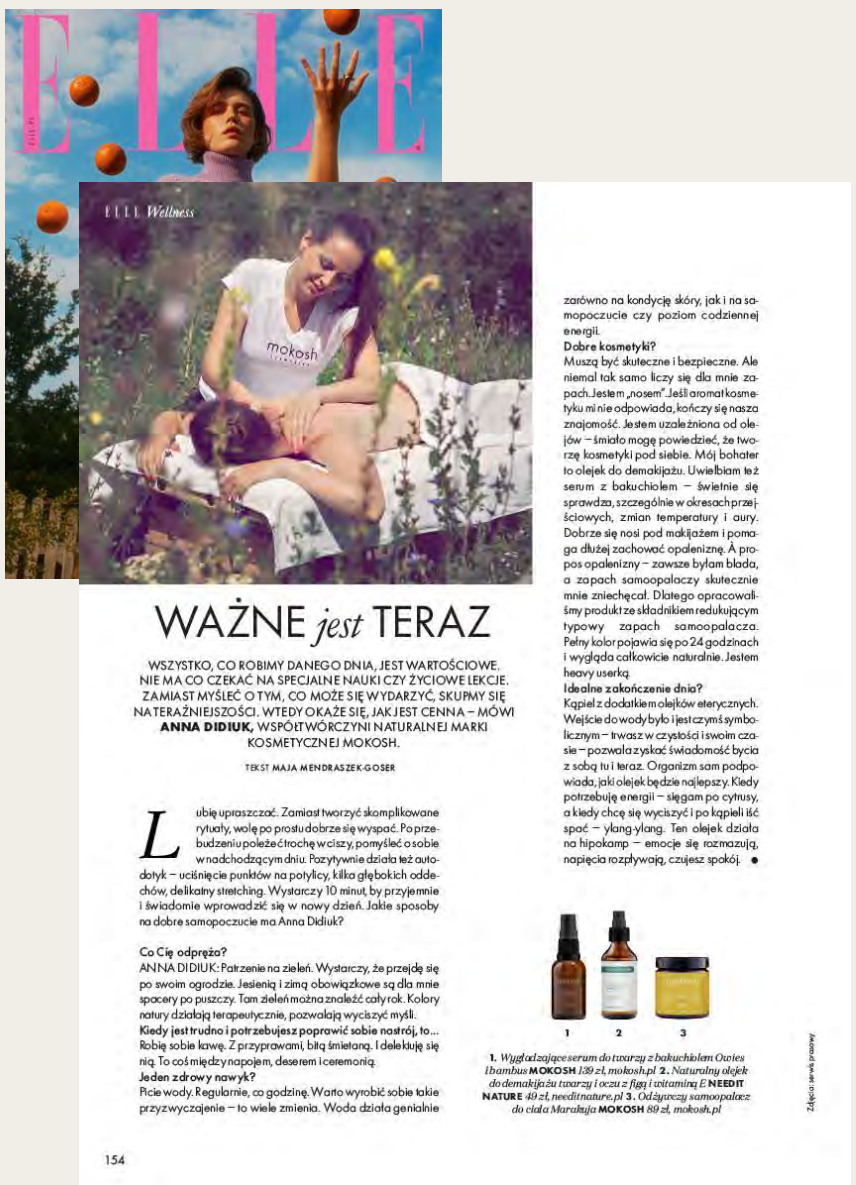 ELLE
ELLE.PL
ELLE Wellness
mokosh
WAŻNE jest TERAZ
WSZYSTKO, CO ROBIMY DANEGO DNIA, JEST WARTOŚCIOWE.
NIE MA CO CZEKAĆ NA SPECJALNE NAUKI CZY ŻYCIOWE LEKCJE.
ZAMIAST MYŚLEĆ O TYM, CO MOŻE SIĘ WYDARZYĆ, SKUPMY SIĘ
NA TERAŹNIEJSZOŚCI. WTEDY OKAŻE SIĘ, JAK JEST CENNA – MÓWI
ANNA DIDIUK, WSPÓŁTWÓRCZYNI NATURALNEJ MARKI
KOSMETYCZNEJ MOKOSH.
TEKST MAJA MENDRASZEK-GOSER
Lubię upraszczać. Zamiast tworzyć skomplikowane
rytuały, wolę po prostu dobrze się wyspać. Po prze-
budzeniu poleżeć trochę w ciszy, pomyśleć o sobie
w nadchodzącym dniu. Pozytywnie działa też auto-
dotyk – uciśnięcie punktów na potylicy, kilka głębokich odde-
chów, delikatny stretching. Wystarczy 10 minut, by przyjemnie
i świadomie wprowadzić się w nowy dzień. Jakie sposoby
na dobre samopoczucie ma Anna Didiuk?
Co Cię odpręża?
ANNA DIDIUK: Patrzenie na zieleń. Wystarczy, że przejdę się
po swoim ogrodzie. Jesienią i zimą obowiązkowe są dla mnie
spacery po puszczy. Tam zieleń można znaleźć cały rok. Kolory
natury działają terapeutycznie, pozwalają wyciszyć myśli.
Kiedy jest trudno i potrzebujesz poprawić sobie nastrój, to...
Robię sobie kawę. Z przyprawami, bitą śmietaną. I delektuję się
nią. To coś między napojem, deserem i ceremonią.
Jeden zdrowy nawyk?
Picie wody. Regularnie, co godzinę. Warto wyrobić sobie takie
przyzwyczajenie – to wiele zmienia. Woda działa genialnie
zarówno na kondycję skóry, jak i na sa-
mopoczucie czy poziom codziennej
energii.
Dobre kosmetyki?
Muszą być skuteczne i bezpieczne. Ale
niemal tak samo liczy się dla mnie za-
pach. Jestem „nosem”. Jeśli aromat kosme-
tyku mi nie odpowiada, kończy się nasza
znajomość. Jestem uzależniona od ole-
jów – śmiało mogę powiedzieć, że two-
rzę kosmetyki pod siebie. Mój bohater
to olejek do demakijażu. Uwielbiam też
serum z bakuchiolem – świetnie się
sprawdza, szczególnie w okresach przej-
ściowych, zmian temperatury i aury.
Dobrze się nosi pod makijażem i poma-
ga dłużej zachować opaleniznę. À pro-
pos opalenizny – zawsze byłam blada,
a zapach samoopalaczy skutecznie
mnie zniechęcał. Dlatego opracowali-
śmy produkt ze składnikiem redukującym
typowy zapach samoopalacza.
Pełny kolor pojawia się po 24 godzinach
i wygląda całkowicie naturalnie. Jestem
heavy userką.
Idealne zakończenie dnia?
Kąpiel z dodatkiem olejków eterycznych.
Wejście do wody było i jest czymś symbo-
licznym – trwasz w czystości i swoim cza-
sie – pozwala zyskać świadomość bycia
z sobą tu i teraz. Organizm sam podpo-
wiada, jaki olejek będzie najlepszy. Kiedy
potrzebuję energii – sięgam po cytrusy,
a kiedy chcę się wyciszyć i po kąpieli iść
spać – ylang-ylang. Ten olejek działa
na hipokamp – emocje się rozmazują,
napięcia rozpływają, czujesz spokój.
1 2 3
1. Wygładzające serum do twarzy z bakuchiolem Owies
i bambus MOKOSH 139 zł, mokosh.pl 2. Naturalny olejek
do demakijażu twarzy i oczu z figą i witaminą E NEEDIT
NATURE 49 zł, needitnature.pl 3. Odżywczy samoopalacz
do ciała Marakuja MOKOSH 89 zł, mokosh.pl
Zdjęcia: serwis prasowy
154